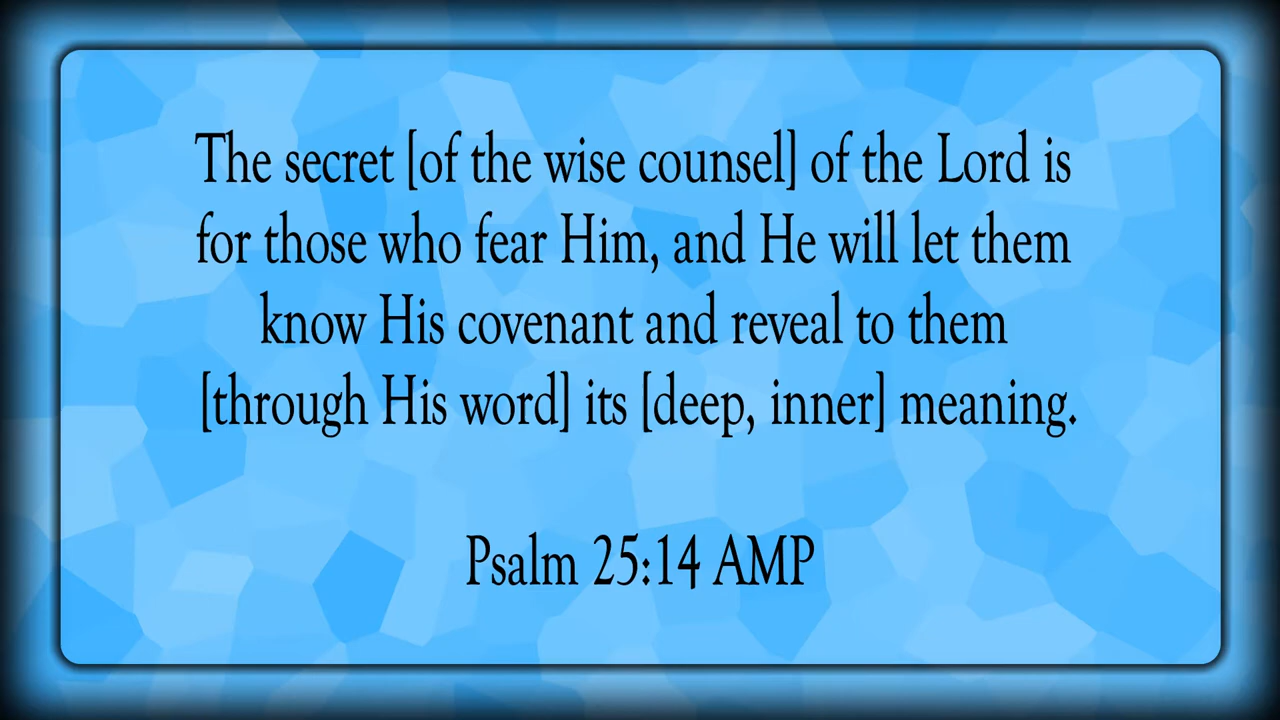 The secret [of the wise counsel] of the Lord is
for those who fear Him, and He will let them
know His covenant and reveal to them
[through His word] its [deep, inner] meaning.
Psalm 25:14 AMP